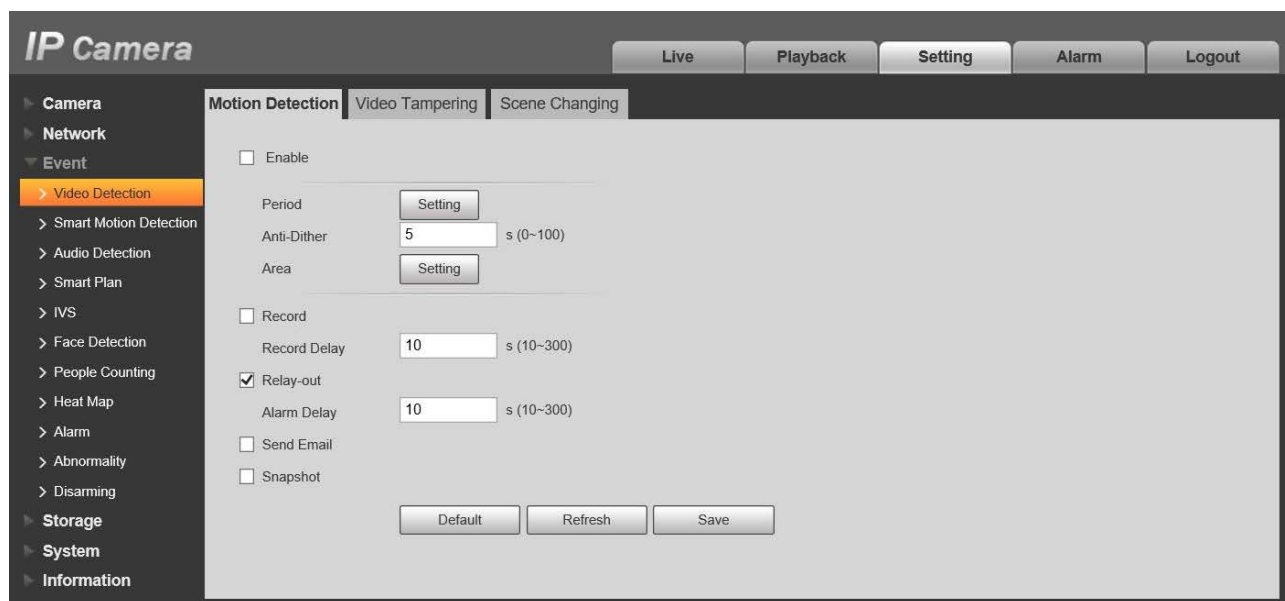 IP Camera
Live Playback Setting Alarm Logout
Camera
Network
Event
Video Detection
Smart Motion Detection
Audio Detection
Smart Plan
IVS
Face Detection
People Counting
Heat Map
Alarm
Abnormality
Disarming
Storage
System
Information
Motion Detection Video Tampering Scene Changing
Enable
Period Setting
Anti-Dither 5 s (0~100)
Area Setting
Record
Record Delay 10 s (10~300)
Relay-out
Alarm Delay 10 s (10~300)
Send Email
Snapshot
Default Refresh Save